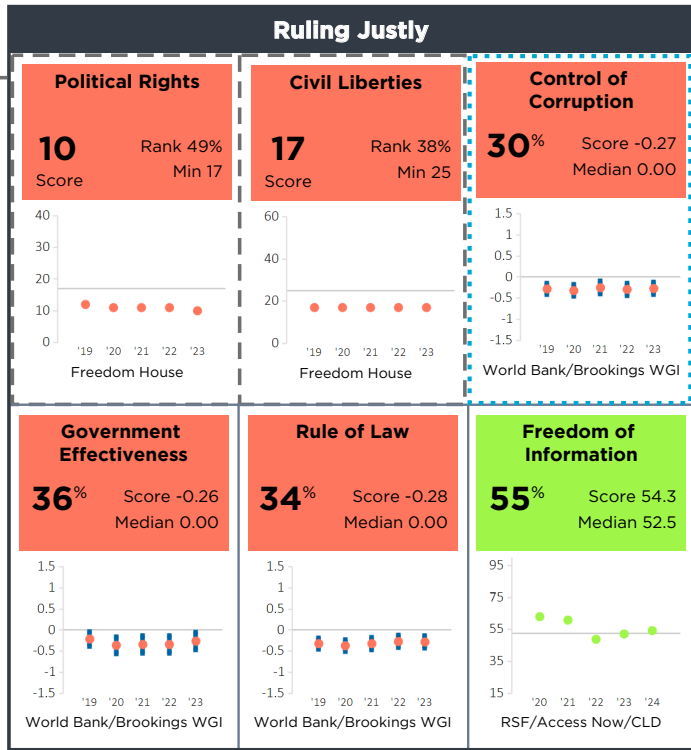 Ruling Justly
Political Rights
10
Score
Rank 49%
Min 17
40
30
20
10
0
'19 '20 '21 '22 '23
Freedom House
Civil Liberties
17
Score
Rank 38%
Min 25
60
40
20
0
'19 '20 '21 '22 '23
Freedom House
Control of
Corruption
30%
Score -0.27
Median 0.00
1.5
1
0.5
0
-0.5
-1
-1.5
'19 '20 '21 '22 '23
World Bank/Brookings WGI
Government
Effectiveness
36%
Score -0.26
Median 0.00
1.5
1
0.5
0
-0.5
-1
-1.5
'19 '20 '21 '22 '23
World Bank/Brookings WGI
Rule of Law
34%
Score -0.28
Median 0.00
1.5
1
0.5
0
-0.5
-1
-1.5
'19 '20 '21 '22 '23
World Bank/Brookings WGI
Freedom of
Information
55%
Score 54.3
Median 52.5
95
75
55
35
15
'20 '21 '22 '23 '24
RSF/Access Now/CLD